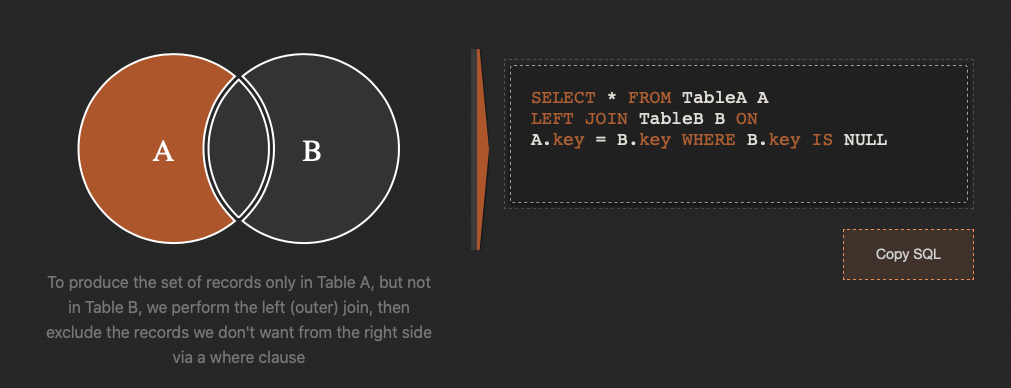 A
B
SELECT * FROM TableA A
LEFT JOIN TableB B ON
A.key = B.key WHERE B.key IS NULL
Copy SQL
To produce the set of records only in Table A, but not
in Table B, we perform the left (outer) join, then
exclude the records we don't want from the right side
via a where clause